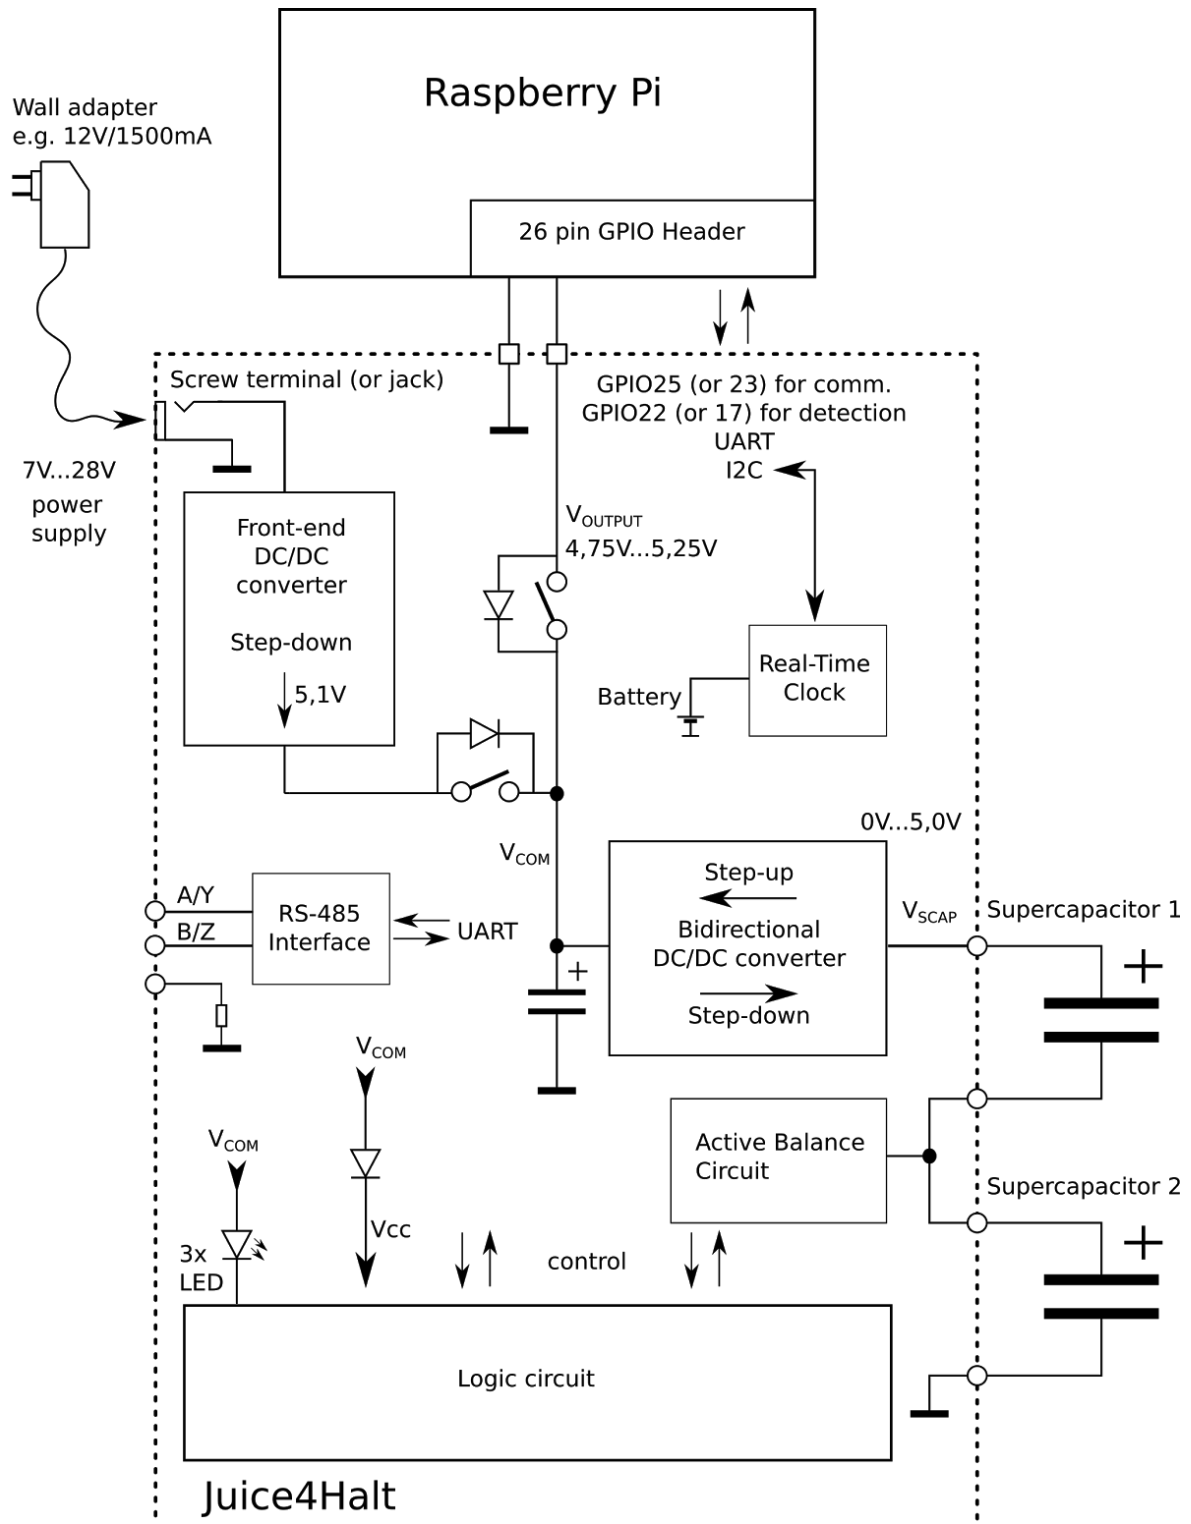 Raspberry Pi
Wall adapter
e.g. 12V/1500mA
26 pin GPIO Header
Screw terminal (or jack)
GPIO25 (or 23) for comm.
GPIO22 (or 17) for detection
UART
I2C
7V...28V
power
supply
Front-end
DC/DC
converter
Step-down
5,1V
VOUTPUT
4,75V...5,25V
Real-Time
Clock
Battery
0V...5,0V
VCOM
Step-up
Bidirectional
DC/DC converter
Step-down
VSCAP
Supercapacitor 1
+
A/Y
B/Z
RS-485
Interface
UART
+
VCOM
VCOM
Active Balance
Circuit
Supercapacitor 2
+
Vcc
3x
LED
control
Logic circuit
Juice4Halt